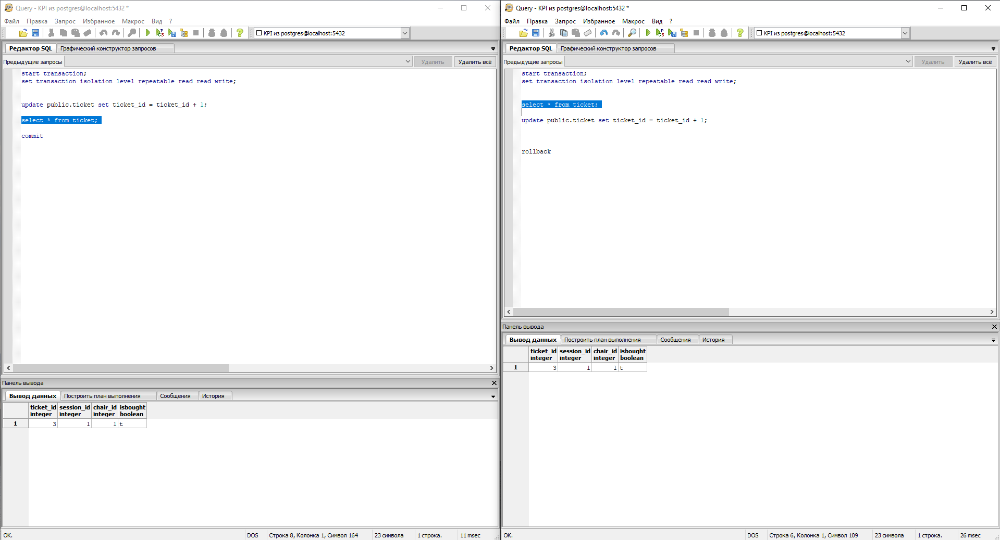 Query - KPI из postgres@localhost:5432 *
Файл Правка Запрос Избранное Макрос Вид ?
KPI из postgres@localhost:5432
Редактор SQL Графический конструктор запросов
Предыдущие запросы Удалить Удалить всё
start transaction;
set transaction isolation level repeatable read read write;
update public.ticket set ticket_id = ticket_id + 1;
select * from ticket;
commit
Панель вывода
Вывод данных Построить план выполнения Сообщения История
ticket_id session_id chair_id isbought
integer integer integer boolean
1 3 1 1 t
OK. DOS Строка 8, Колонка 1, Символ 164 23 символа 1 строка. 11 msec
Query - KPI из postgres@localhost:5432 *
Файл Правка Запрос Избранное Макрос Вид ?
KPI из postgres@localhost:5432
Редактор SQL Графический конструктор запросов
Предыдущие запросы Удалить Удалить всё
start transaction;
set transaction isolation level repeatable read read write;
select * from ticket;
update public.ticket set ticket_id = ticket_id + 1;
rollback
Панель вывода
Вывод данных Построить план выполнения Сообщения История
ticket_id session_id chair_id isbought
integer integer integer boolean
1 3 1 1 t
OK. DOS Строка 6, Колонка 1, Символ 109 23 символа 1 строка. 26 msec